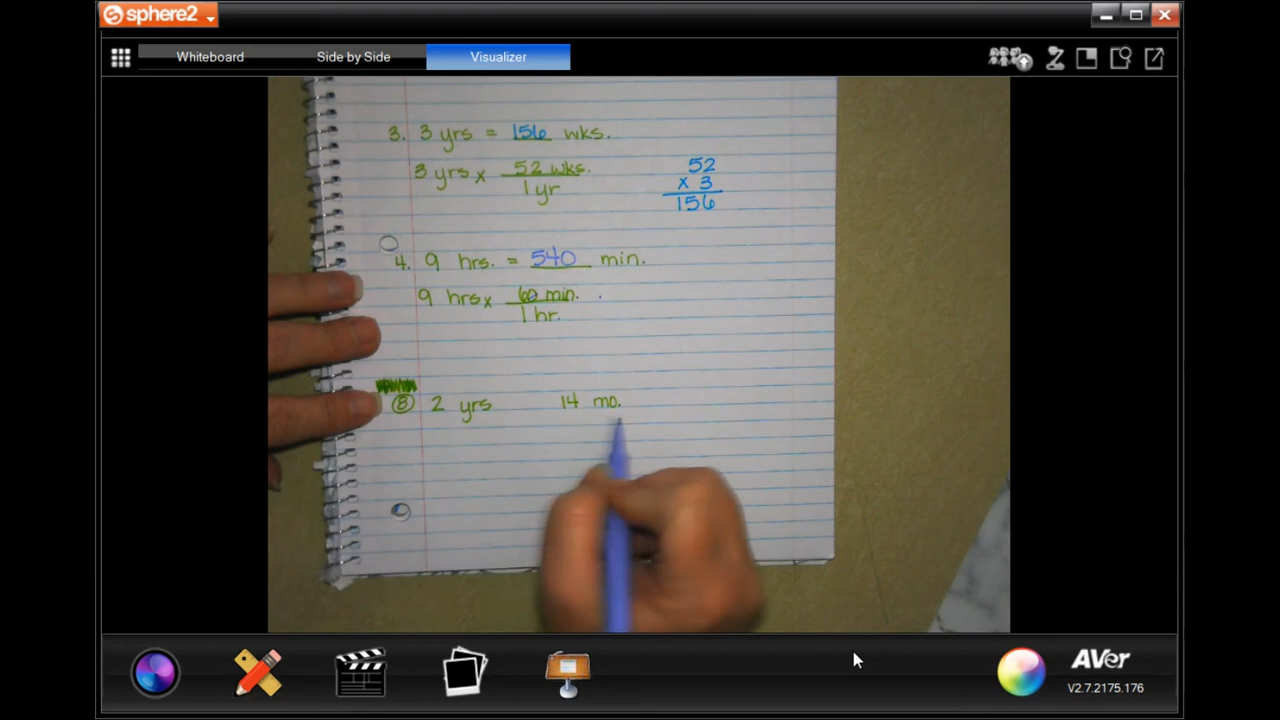 sphere2
Whiteboard Side by Side Visualizer
3. 3 yrs = 156 wks.
3 yrs x 52 wks.
1 yr
52
x 3
156
4. 9 hrs. = 540 min.
9 hrs x 60 min.
1 hr.
8 2 yrs 14 mo.
AVer
V2.7.2175.176